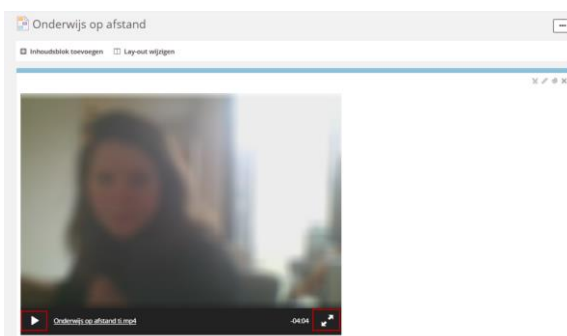 Onderwijs op afstand
Inhoudsblok toevoegen Lay-out wijzigen
Onderwijs op afstand ti.mp4 -04:04